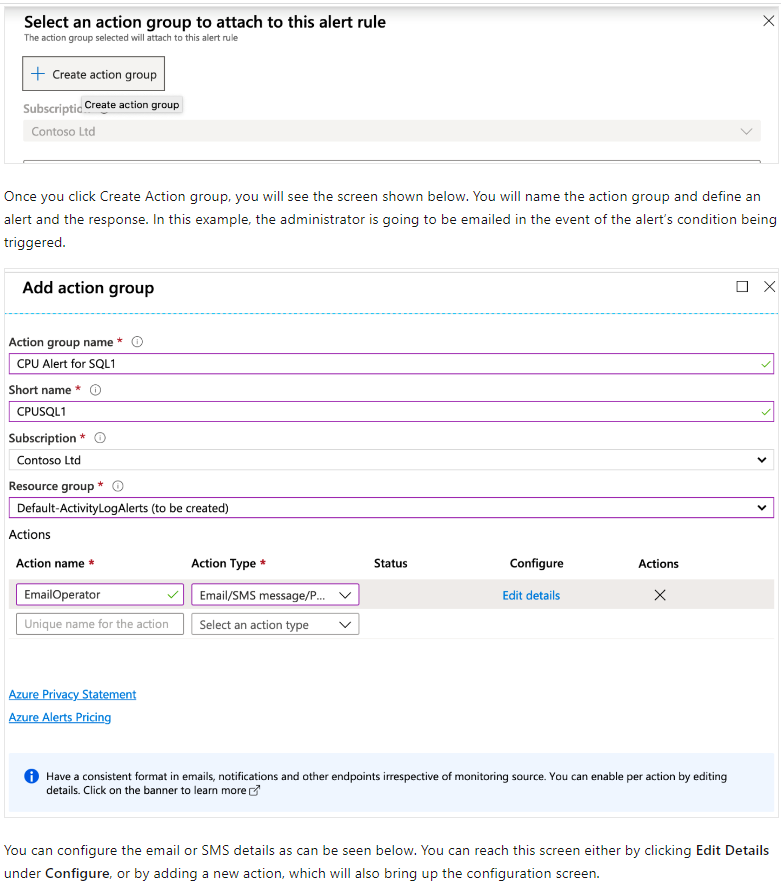 Select an action group to attach to this alert rule
The action group selected will attach to this alert rule
Create action group
Create action group
Contoso Ltd
Once you click Create Action group, you will see the screen shown below. You will name the action group and define an
alert and the response. In this example, the administrator is going to be emailed in the event of the alert's condition being
triggered.
Add action group
Action group name *
CPU Alert for SQL1
Short name *
CPUSQL1
Subscription *
Contoso Ltd
Resource group *
Default-ActivityLogAlerts (to be created)
Actions
Action name * Action Type * Status Configure Actions
EmailOperator Email/SMS message/P... Edit details
Unique name for the action Select an action type
Azure Privacy Statement
Azure Alerts Pricing
Have a consistent format in emails, notifications and other endpoints irrespective of monitoring source. You can enable per action by editing
details. Click on the banner to learn more
You can configure the email or SMS details as can be seen below. You can reach this screen either by clicking Edit Details
under Configure, or by adding a new action, which will also bring up the configuration screen.